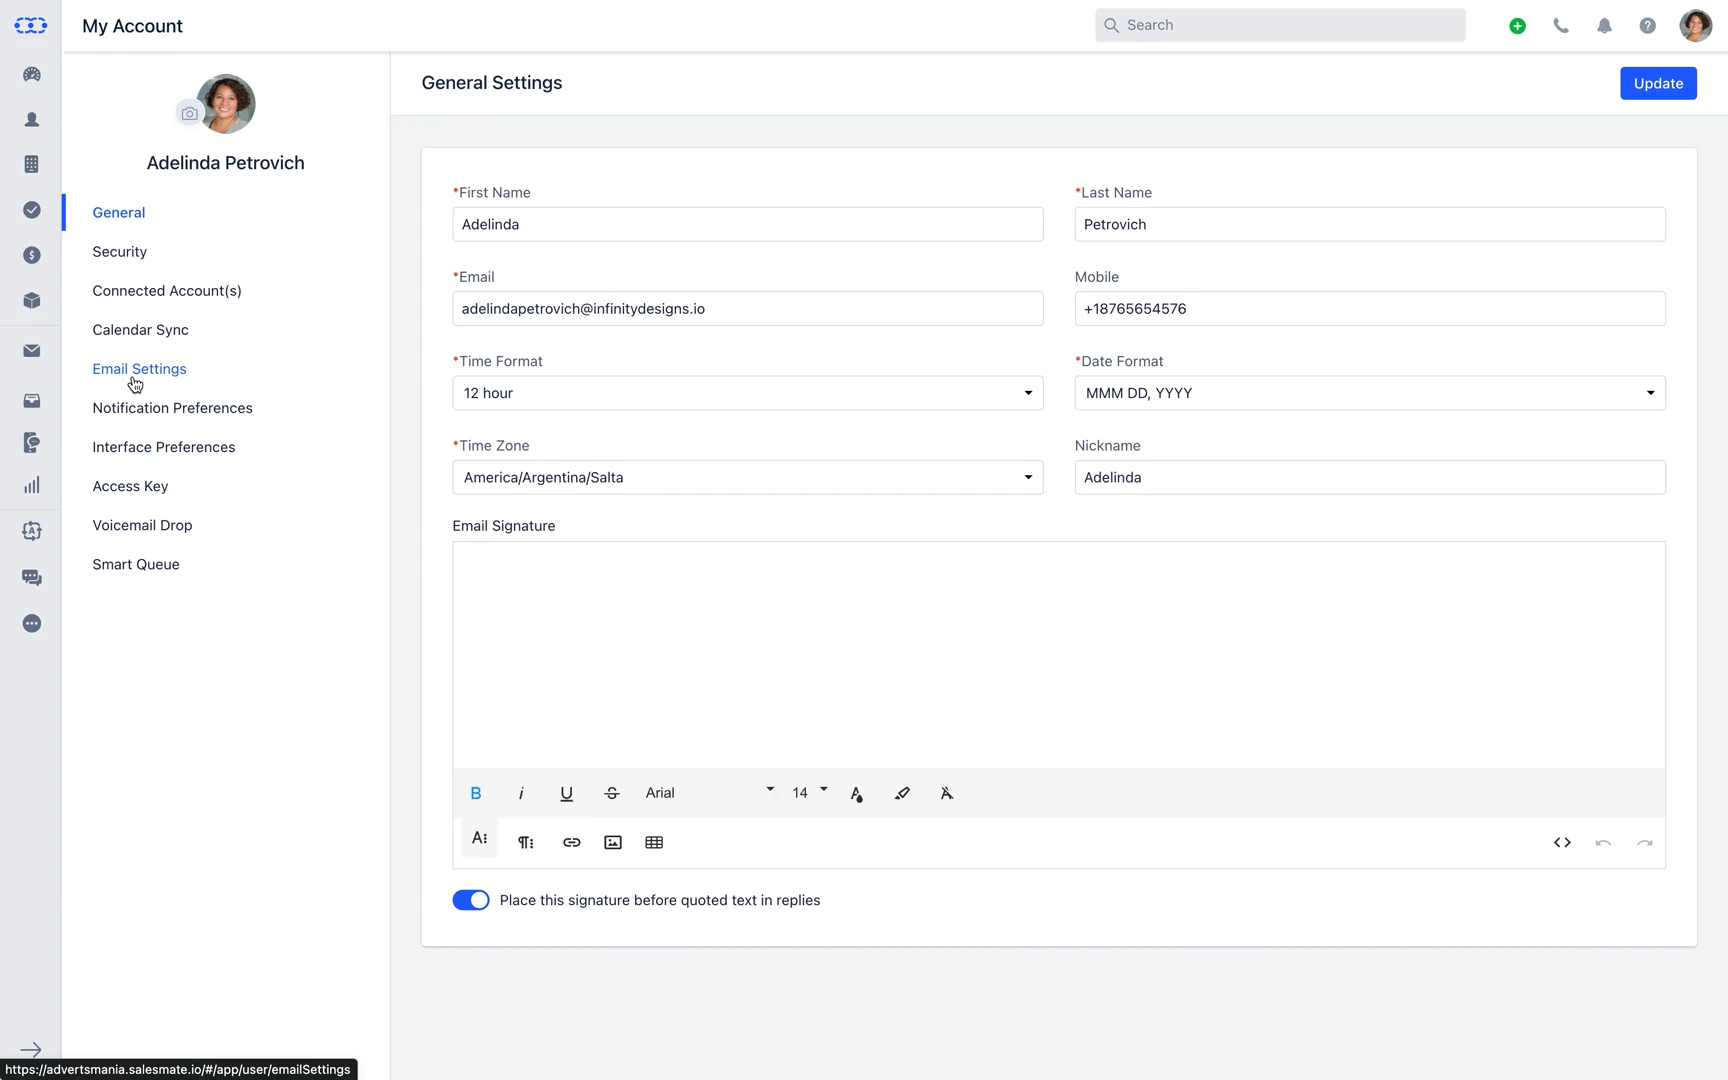 My Account
Search
Adelinda Petrovich
General
Security
Connected Account(s)
Calendar Sync
Email Settings
Notification Preferences
Interface Preferences
Access Key
Voicemail Drop
Smart Queue
General Settings
Update
*First Name
Adelinda
*Last Name
Petrovich
*Email
adelindapetrovich@infinitydesigns.io
Mobile
+18765654576
*Time Format
12 hour
*Date Format
MMM DD, YYYY
*Time Zone
America/Argentina/Salta
Nickname
Adelinda
Email Signature
Arial
14
Place this signature before quoted text in replies
https://advertsmania.salesmate.io/#/app/user/emailSettings